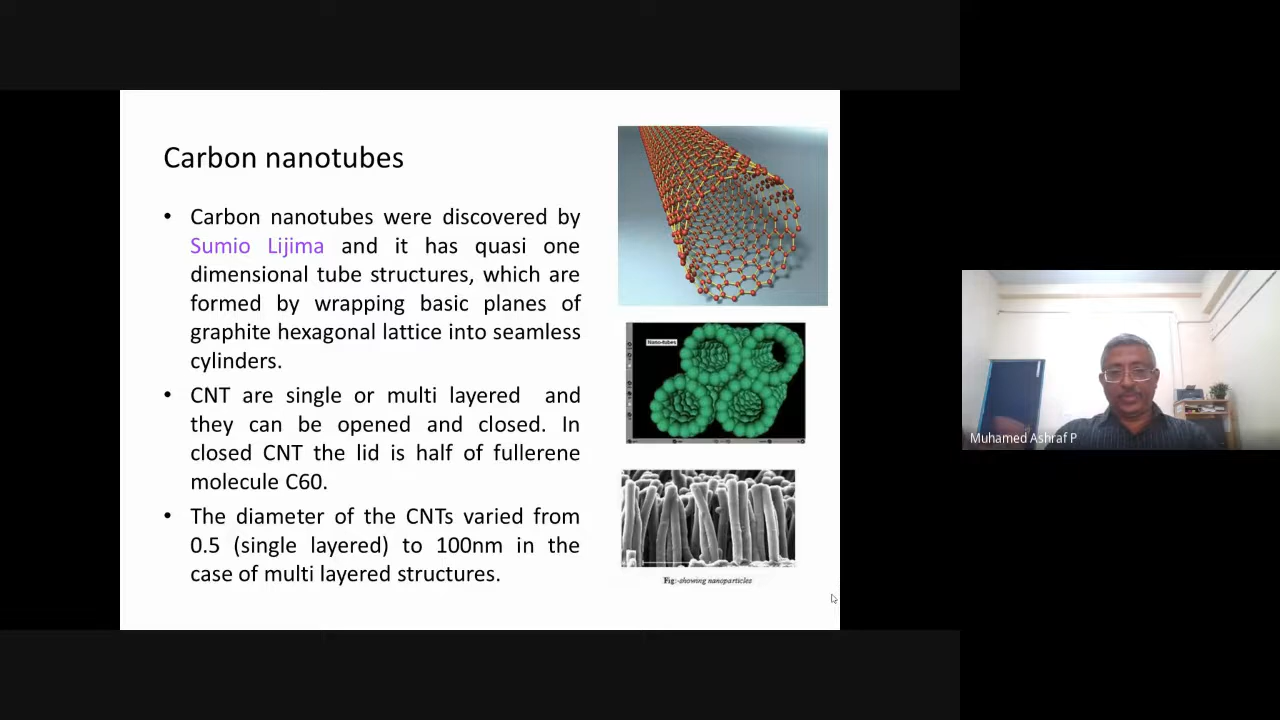 Carbon nanotubes
• Carbon nanotubes were discovered by
Sumio Lijima and it has quasi one
dimensional tube structures, which are
formed by wrapping basic planes of
graphite hexagonal lattice into seamless
cylinders.
• CNT are single or multi layered and
they can be opened and closed. In
closed CNT the lid is half of fullerene
molecule C60.
• The diameter of the CNTs varied from
0.5 (single layered) to 100nm in the
case of multi layered structures.
Nano-tubes
Fig:-showing nanoparticles
Muhamed Ashraf P